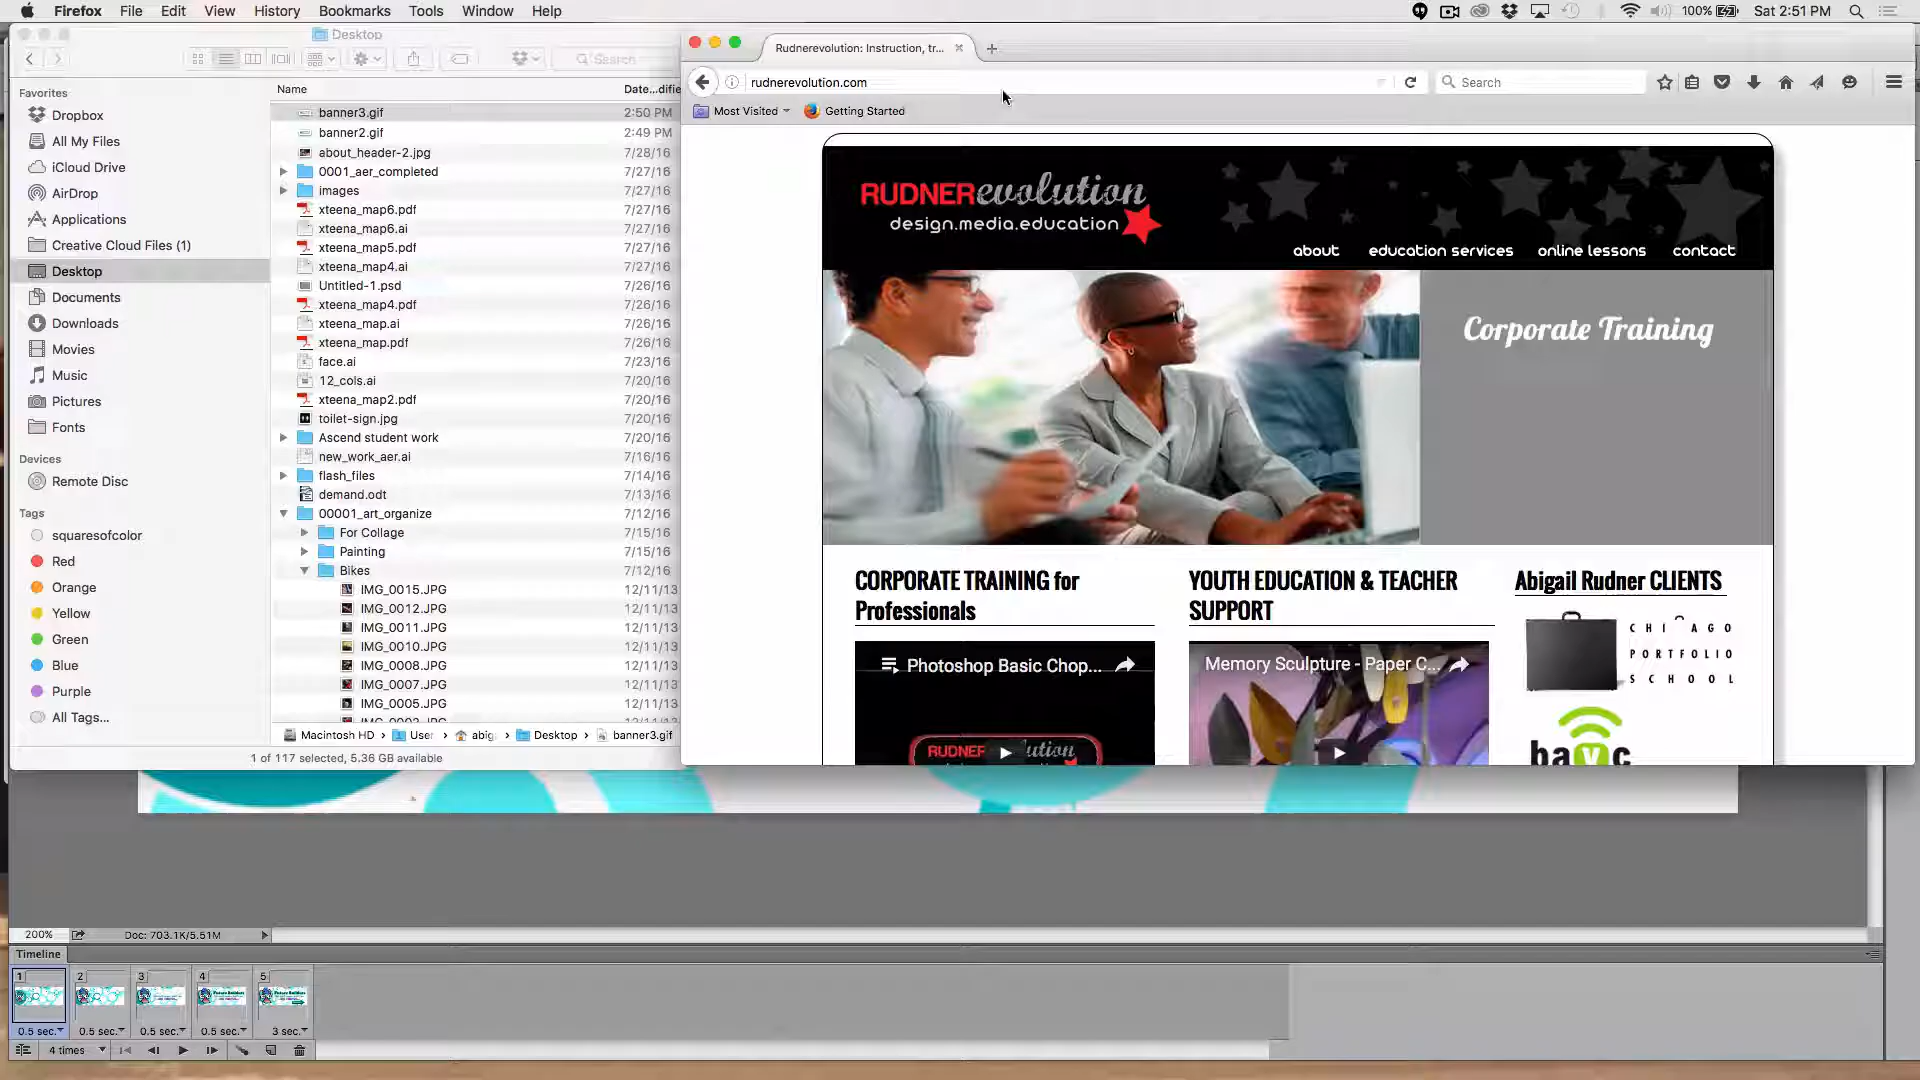 Firefox File Edit View History Bookmarks Tools Window Help
100% Sat 2:51 PM
Desktop
Search
Favorites
Dropbox
All My Files
iCloud Drive
AirDrop
Applications
Creative Cloud Files (1)
Desktop
Documents
Downloads
Movies
Music
Pictures
Fonts
Devices
Remote Disc
Tags
squaresofcolor
Red
Orange
Yellow
Green
Blue
Purple
All Tags...
Name Date...difie
banner3.gif 2:50 PM
banner2.gif 2:49 PM
about_header-2.jpg 7/28/16
0001_aer_completed 7/27/16
images 7/27/16
xteena_map6.pdf 7/27/16
xteena_map6.ai 7/27/16
xteena_map5.pdf 7/27/16
xteena_map4.ai 7/27/16
Untitled-1.psd 7/26/16
xteena_map4.pdf 7/26/16
xteena_map.ai 7/26/16
xteena_map.pdf 7/26/16
face.ai 7/23/16
12_cols.ai 7/20/16
xteena_map2.pdf 7/20/16
toilet-sign.jpg 7/20/16
Ascend student work 7/20/16
new_work_aer.ai 7/16/16
flash_files 7/14/16
demand.odt 7/13/16
00001_art_organize 7/12/16
For Collage 7/15/16
Painting 7/15/16
Bikes 7/12/16
IMG_0015.JPG 12/11/13
IMG_0012.JPG 12/11/13
IMG_0011.JPG 12/11/13
IMG_0010.JPG 12/11/13
IMG_0008.JPG 12/11/13
IMG_0007.JPG 12/11/13
IMG_0005.JPG 12/11/13
Macintosh HD User abig Desktop banner3.gif
1 of 117 selected, 5.36 GB available
Rudnerevolution: Instruction, tr...
rudnerevolution.com
Search
Most Visited Getting Started
RUDNERevolution
design.media.education
about education services online lessons contact
Corporate Training
CORPORATE TRAINING for
Professionals
YOUTH EDUCATION & TEACHER
SUPPORT
Abigail Rudner CLIENTS
CHICAGO
PORTFOLIO
SCHOOL
Photoshop Basic Chop...
Memory Sculpture - Paper C...
bavc
200% Doc: 703.1K/5.51M
Timeline
1 2 3 4 5
0.5 sec. 0.5 sec. 0.5 sec. 0.5 sec. 3 sec.
4 times